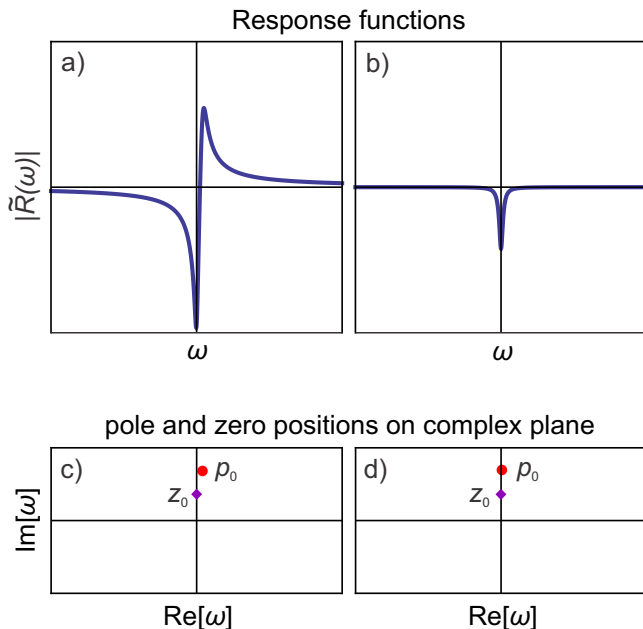 Response functions
a)
b)
|R̃(ω)|
ω
ω
pole and zero positions on complex plane
c)
p₀
z₀
d)
p₀
z₀
Im[ω]
Re[ω]
Re[ω]